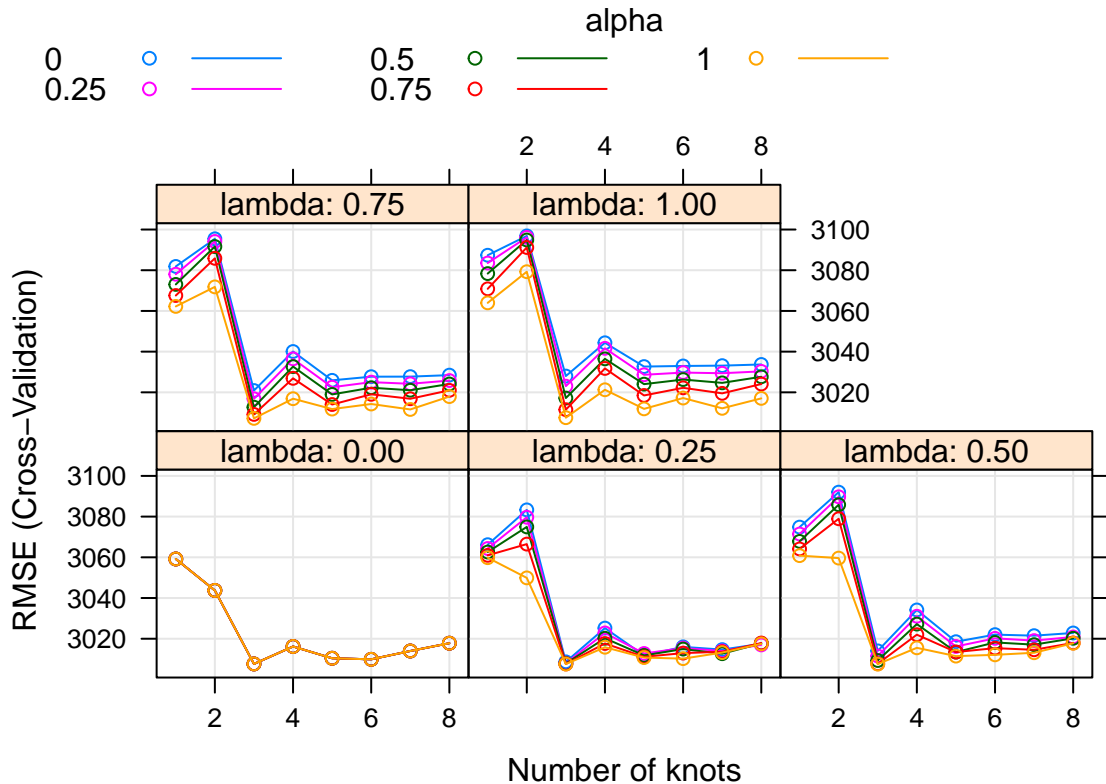 alpha
0 0.5 1
0.25 0.75
2 4 6 8
lambda: 0.75 lambda: 1.00
3100
3080
3060
3040
3020
RMSE (Cross-Validation)
lambda: 0.00 lambda: 0.25 lambda: 0.50
3100
3080
3060
3040
3020
2 4 6 8 2 4 6 8
Number of knots